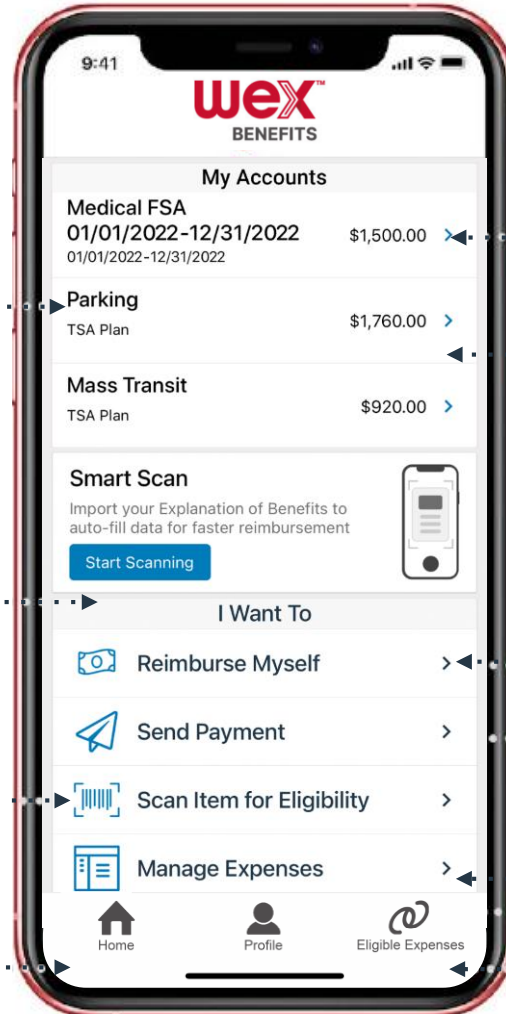 9:41
wex™
BENEFITS
My Accounts
Medical FSA
01/01/2022-12/31/2022 $1,500.00
01/01/2022-12/31/2022
Parking
TSA Plan $1,760.00
Mass Transit
TSA Plan $920.00
Smart Scan
Import your Explanation of Benefits to
auto-fill data for faster reimbursement
Start Scanning
I Want To
Reimburse Myself
Send Payment
Scan Item for Eligibility
Manage Expenses
Home Profile Eligible Expenses